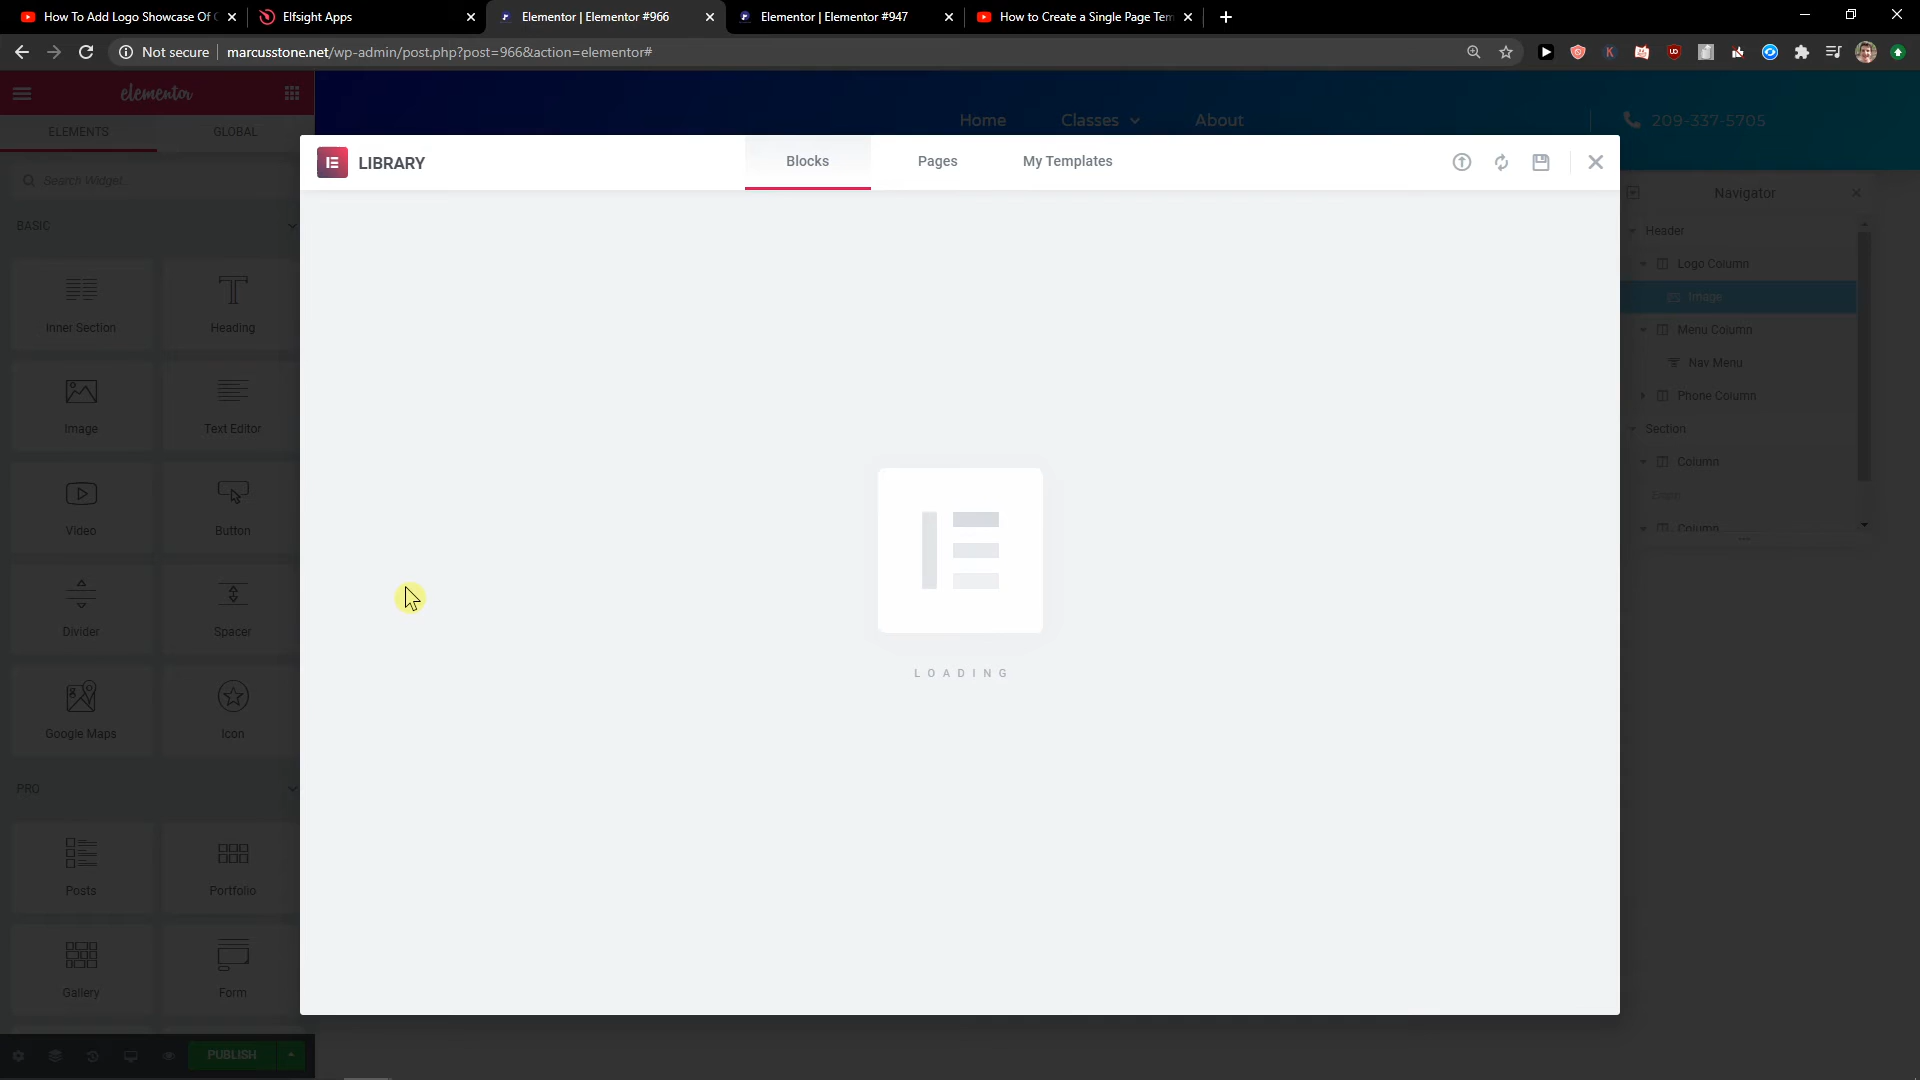 How To Add Logo Showcase Of C
Elfsight Apps
Elementor | Elementor #966
Elementor | Elementor #947
How to Create a Single Page Tem
Not secure
marcusstone.net/wp-admin/post.php?post=966&action=elementor#
elementor
Home
Classes
About
209-337-5705
ELEMENTS
GLOBAL
LIBRARY
Blocks
Pages
My Templates
Search Widget...
Navigator
BASIC
Header
Logo Column
Image
Menu Column
Nav Menu
Phone Column
Section
Column
Empty
Column
Inner Section
Heading
Image
Text Editor
Video
Button
Divider
Spacer
Google Maps
Icon
LOADING
PRO
Posts
Portfolio
Gallery
Form
PUBLISH